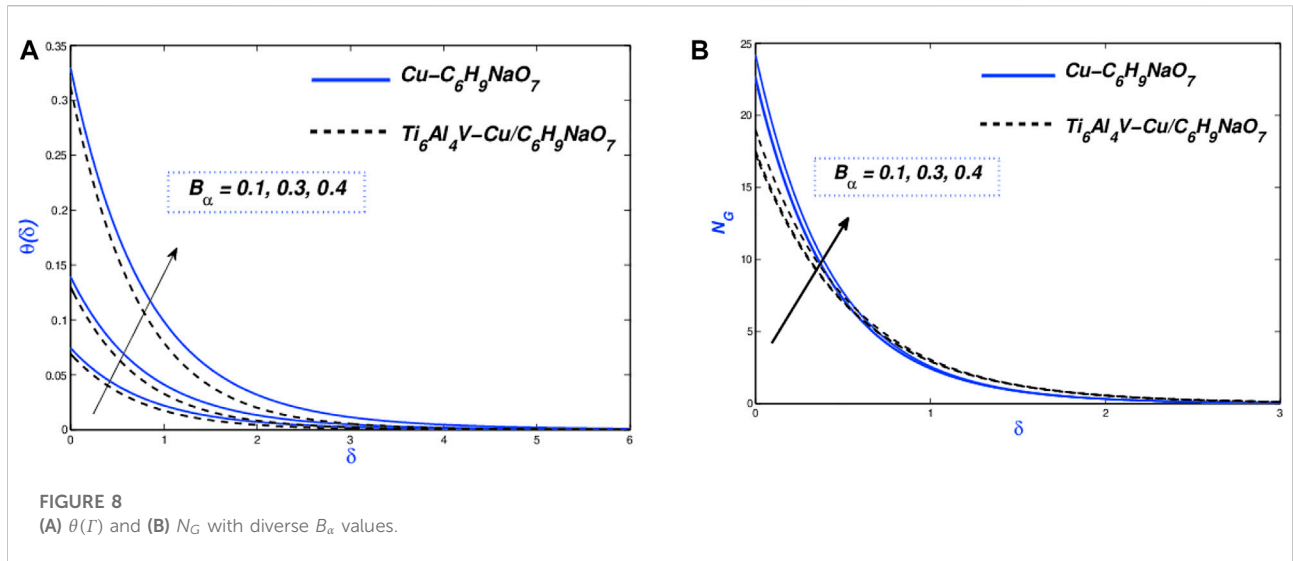 A
0.35
0.3
0.25
0.2
0.15
0.1
0.05
0
0 1 2 3 4 5 6
θ(δ)
δ
Cu–C₆H₉NaO₇
Ti₆Al₄V–Cu/C₆H₉NaO₇
Bα = 0.1, 0.3, 0.4
B
25
20
15
10
5
0
0 1 2 3
N_G
δ
Cu–C₆H₉NaO₇
Ti₆Al₄V–Cu/C₆H₉NaO₇
Bα = 0.1, 0.3, 0.4
FIGURE 8
(A) θ(Γ) and (B) N_G with diverse Bα values.